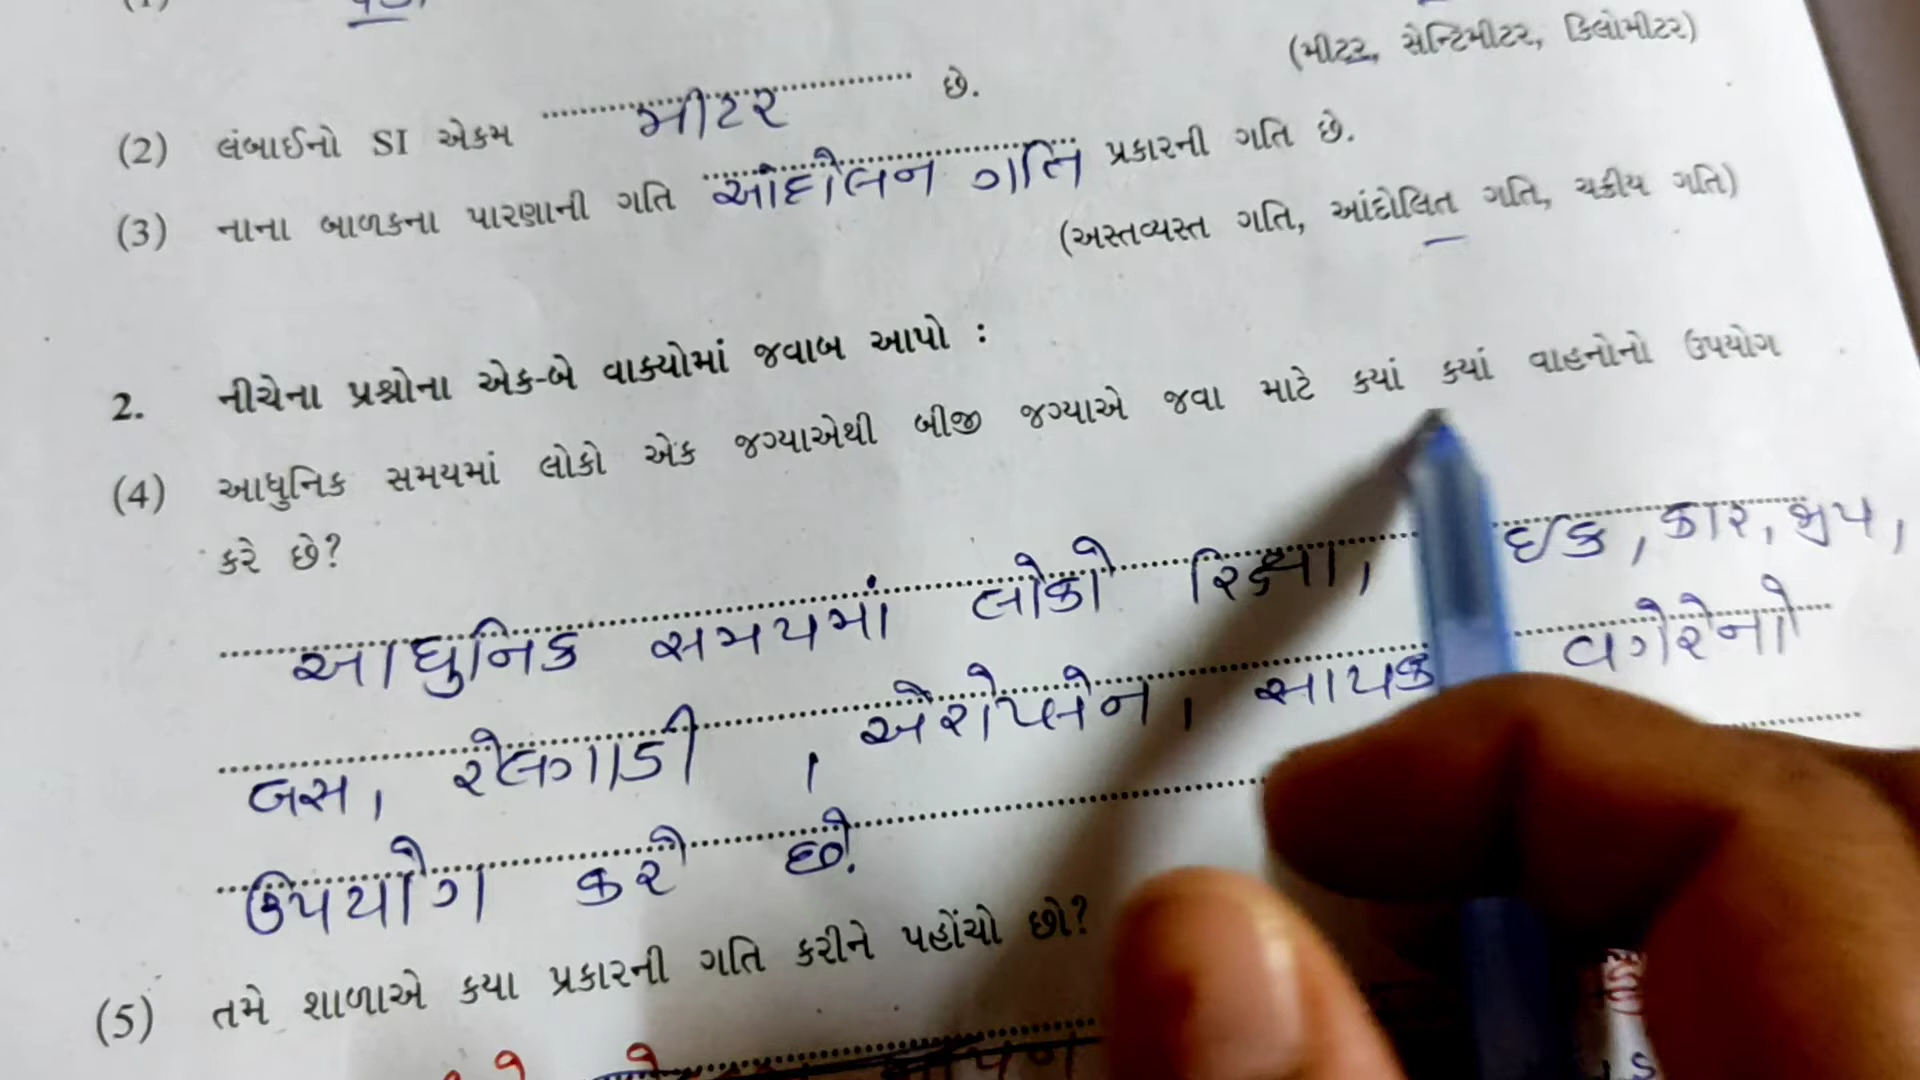 (1)
(મીટર, સેન્ટિમીટર, કિલોમીટર)
(2) લંબાઈનો SI એકમ મીટર છે.
(3) નાના બાળકના પારણાની ગતિ આંદોલન ગતિ પ્રકારની ગતિ છે.
(અસ્તવ્યસ્ત ગતિ, આંદોલિત ગતિ, ચક્રીય ગતિ)
2. નીચેના પ્રશ્નોના એક-બે વાક્યોમાં જવાબ આપો :
(4) આધુનિક સમયમાં લોકો એક જગ્યાએથી બીજી જગ્યાએ જવા માટે ક્યાં ક્યાં વાહનોનો ઉપયોગ
કરે છે?
આધુનિક સમયમાં લોકો રિક્ષા, કાર, જીપ,
બસ, રેલગાડી, એરોપ્લેન, વગેરેનો
ઉપયોગ કરે છે.
(5) તમે શાળાએ કયા પ્રકારની ગતિ કરીને પહોંચો છો?